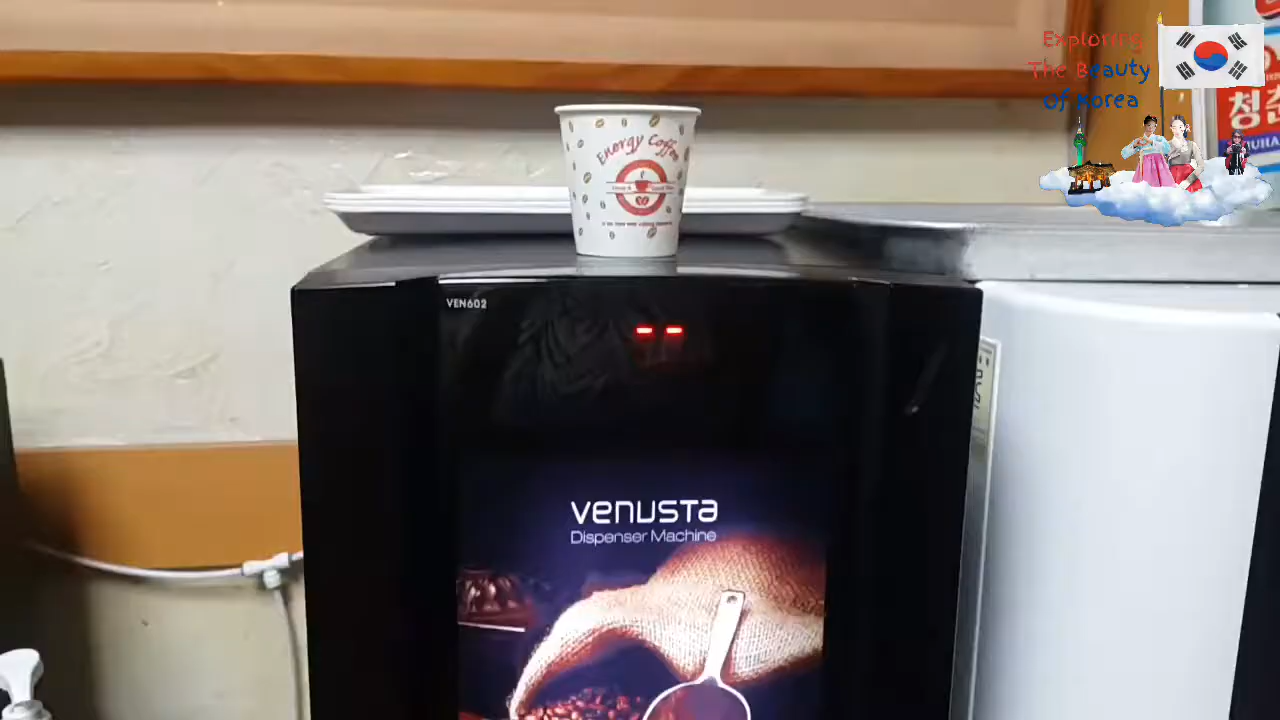 Exploring
The Beauty
Of Korea
청춘
Energy Coffee
VEN602
venusta
Dispenser Machine